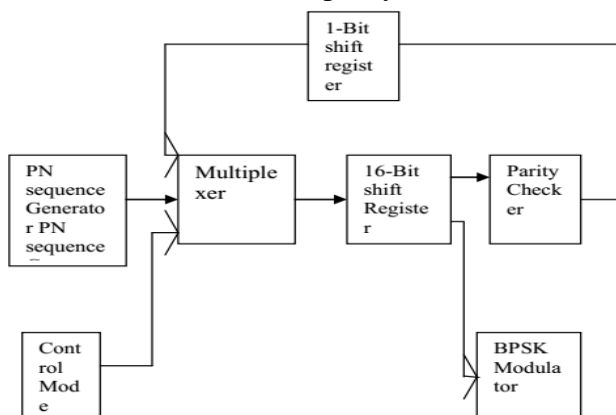 1-Bit
shift
regist
er
PN
sequence
Generato
r PN
sequence
Multiple
xer
16-Bit
shift
Registe
r
Parity
Check
er
Cont
rol
Mod
e
BPSK
Modula
tor